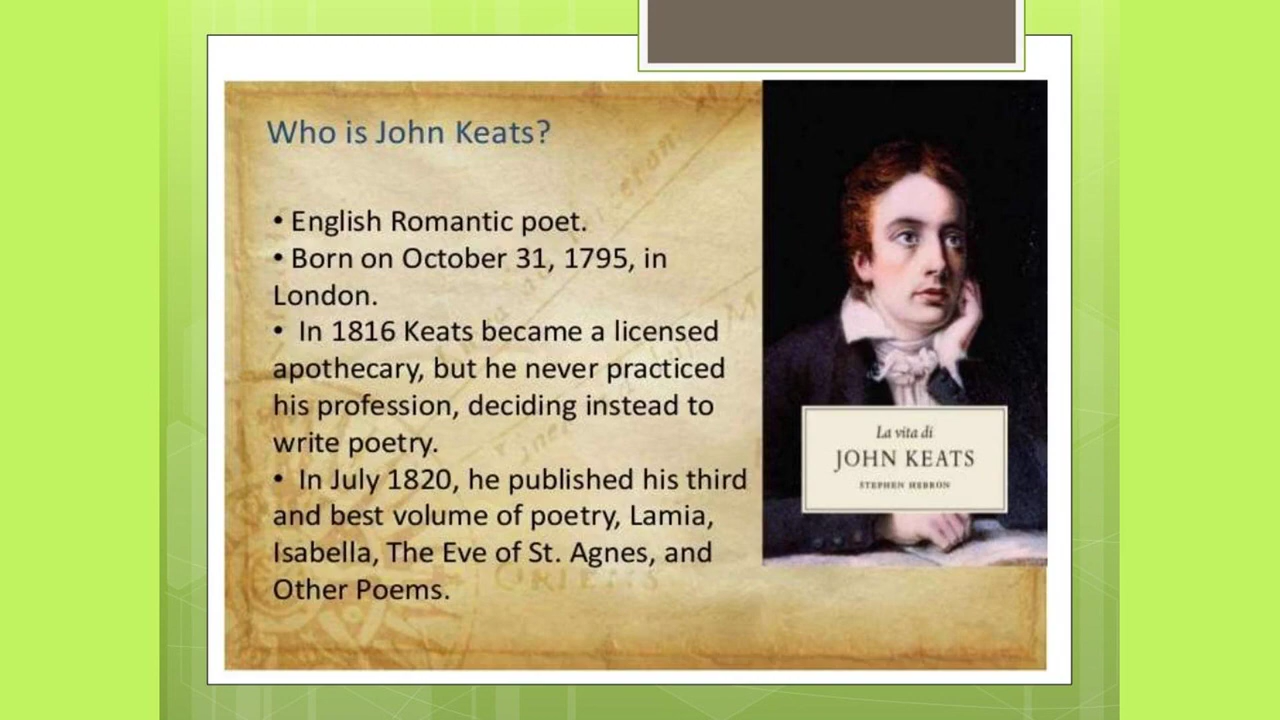 Who is John Keats?
• English Romantic poet.
• Born on October 31, 1795, in
London.
• In 1816 Keats became a licensed
apothecary, but he never practiced
his profession, deciding instead to
write poetry.
• In July 1820, he published his third
and best volume of poetry, Lamia,
Isabella, The Eve of St. Agnes, and
Other Poems.
La vita di
JOHN KEATS
STEPHEN HEBRON